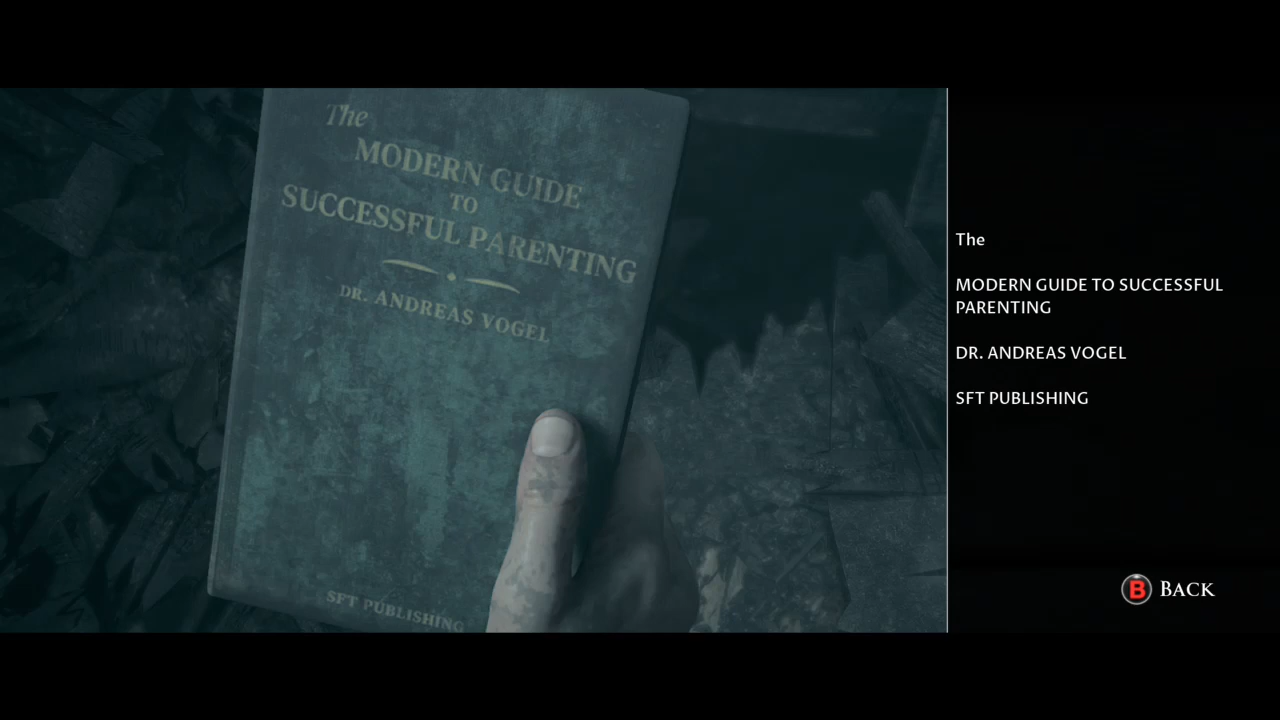 The
MODERN GUIDE
TO
SUCCESSFUL PARENTING
DR. ANDREAS VOGEL
SFT PUBLISHING
The
MODERN GUIDE TO SUCCESSFUL
PARENTING
DR. ANDREAS VOGEL
SFT PUBLISHING
B BACK